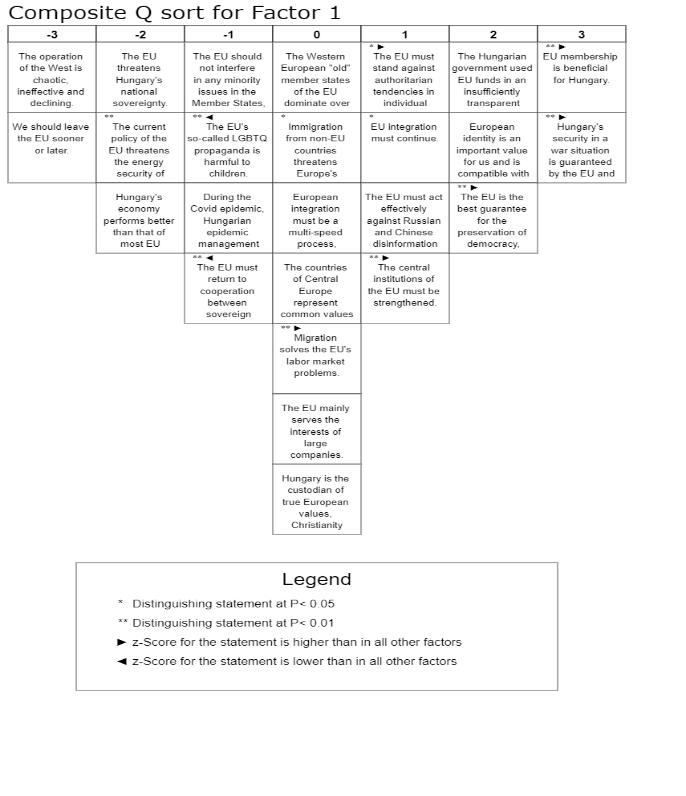 Composite Q sort for Factor 1
-3 -2 -1 0 1 2 3
The operation
of the West is
chaotic,
ineffective and
declining.
We should leave
the EU sooner
or later.
The EU
threatens
Hungary's
national
sovereignty.
**
The current
policy of the
EU threatens
the energy
security of
Hungary's
economy
performs better
than that of
most EU
The EU should
not interfere
in any minority
issues in the
Member States,
** ◄
The EU's
so-called LGBTQ
propaganda is
harmful to
children.
During the
Covid epidemic,
Hungarian
epidemic
management
** ◄
The EU must
return to
cooperation
between
sovereign
The Western
European "old"
member states
of the EU
dominate over
*
Immigration
from non-EU
countries
threatens
Europe's
European
integration
must be a
multi-speed
process,
The countries
of Central
Europe
represent
common values
** ►
Migration
solves the EU's
labor market
problems.
The EU mainly
serves the
interests of
large
companies.
Hungary is the
custodian of
true European
values,
Christianity
* ►
The EU must
stand against
authoritarian
tendencies in
individual
*
EU integration
must continue.
The EU must act
effectively
against Russian
and Chinese
disinformation
** ►
The central
institutions of
the EU must be
strengthened.
The Hungarian
government used
EU funds in an
insufficiently
transparent
European
identity is an
important value
for us and is
compatible with
** ►
The EU is the
best guarantee
for the
preservation of
democracy,
** ►
EU membership
is beneficial
for Hungary.
** ►
Hungary's
security in a
war situation
is guaranteed
by the EU and
Legend
* Distinguishing statement at P< 0.05
** Distinguishing statement at P< 0.01
► z-Score for the statement is higher than in all other factors
◄ z-Score for the statement is lower than in all other factors